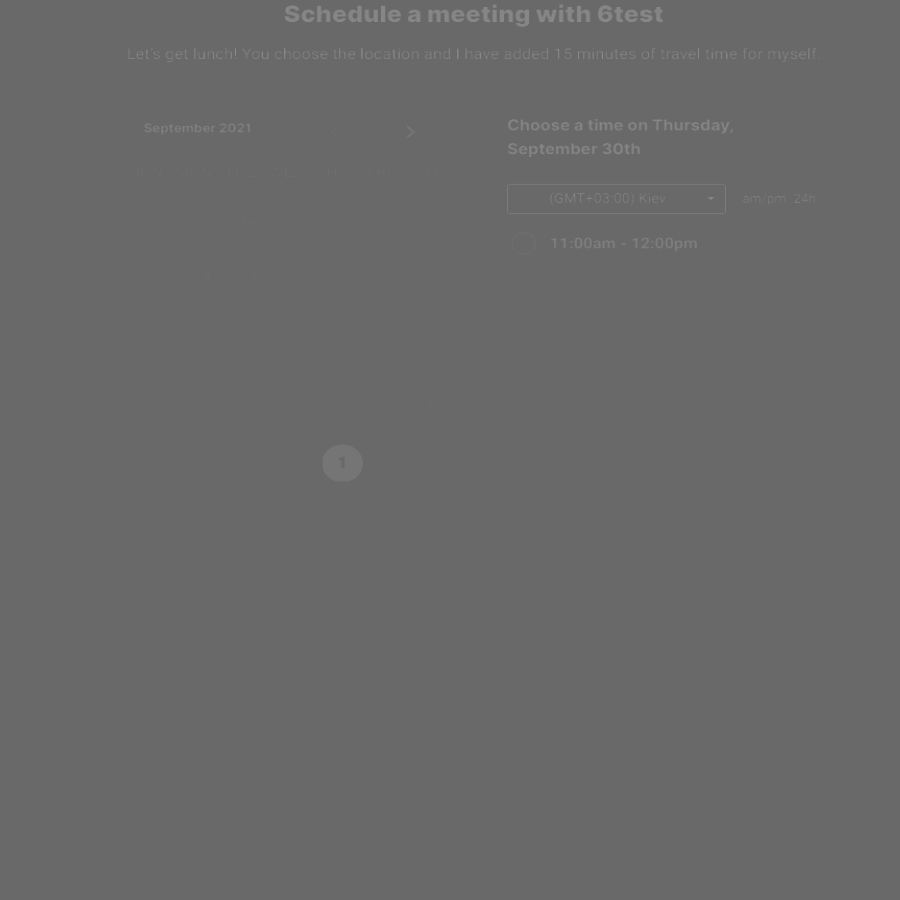 Schedule a meeting with 6test
Let's get lunch! You choose the location and I have added 15 minutes of travel time for myself.
September 2021
Choose a time on Thursday,
September 30th
(GMT+03:00) Kiev
am/pm 24h
11:00am - 12:00pm
1